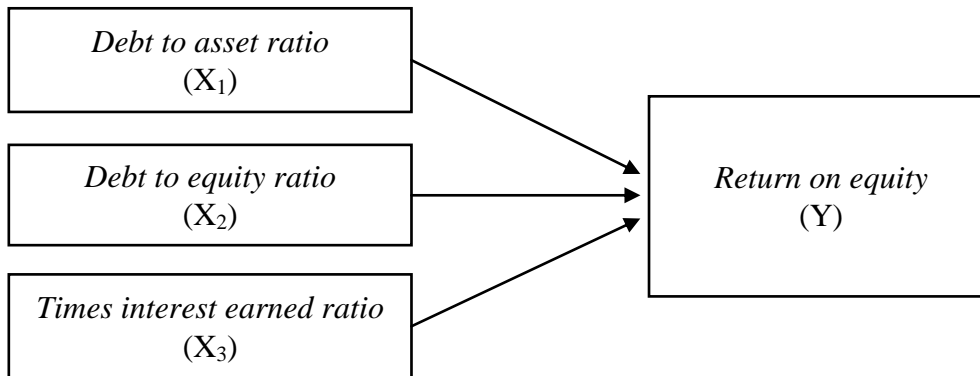 Debt to asset ratio
(X₁)
Debt to equity ratio
(X₂)
Times interest earned ratio
(X₃)
Return on equity
(Y)